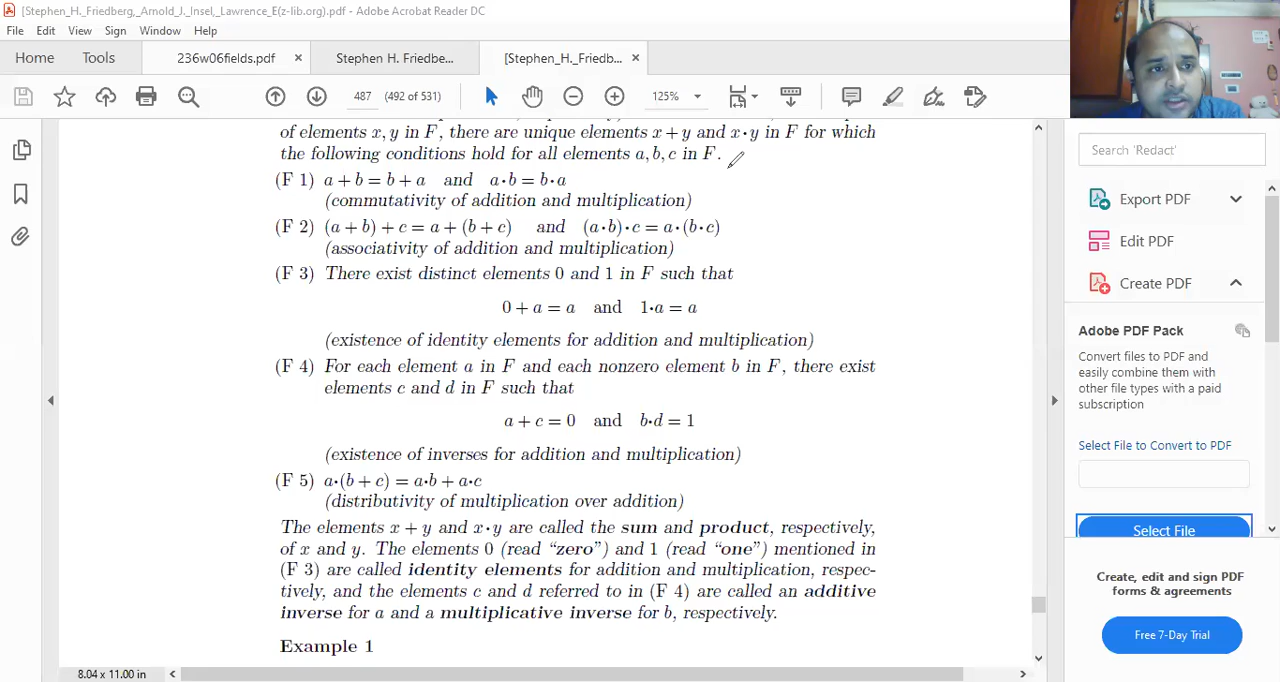 [Stephen_H._Friedberg,_Arnold_J._Insel,_Lawrence_E(z-lib.org).pdf - Adobe Acrobat Reader DC
File Edit View Sign Window Help
Home Tools 236w06fields.pdf × Stephen H. Friedbe... [Stephen_H._Friedb... ×
487 (492 of 531) 125%
of elements x, y in F, there are unique elements x + y and x·y in F for which
the following conditions hold for all elements a, b, c in F.
(F 1) a + b = b + a and a·b = b·a
(commutativity of addition and multiplication)
(F 2) (a + b) + c = a + (b + c) and (a·b)·c = a·(b·c)
(associativity of addition and multiplication)
(F 3) There exist distinct elements 0 and 1 in F such that
0 + a = a and 1·a = a
(existence of identity elements for addition and multiplication)
(F 4) For each element a in F and each nonzero element b in F, there exist
elements c and d in F such that
a + c = 0 and b·d = 1
(existence of inverses for addition and multiplication)
(F 5) a·(b + c) = a·b + a·c
(distributivity of multiplication over addition)
The elements x + y and x·y are called the sum and product, respectively,
of x and y. The elements 0 (read “zero”) and 1 (read “one”) mentioned in
(F 3) are called identity elements for addition and multiplication, respec-
tively, and the elements c and d referred to in (F 4) are called an additive
inverse for a and a multiplicative inverse for b, respectively.
Example 1
8.04 x 11.00 in
Search 'Redact'
Export PDF
Edit PDF
Create PDF
Adobe PDF Pack
Convert files to PDF and
easily combine them with
other file types with a paid
subscription
Select File to Convert to PDF
Select File
Create, edit and sign PDF
forms & agreements
Free 7-Day Trial